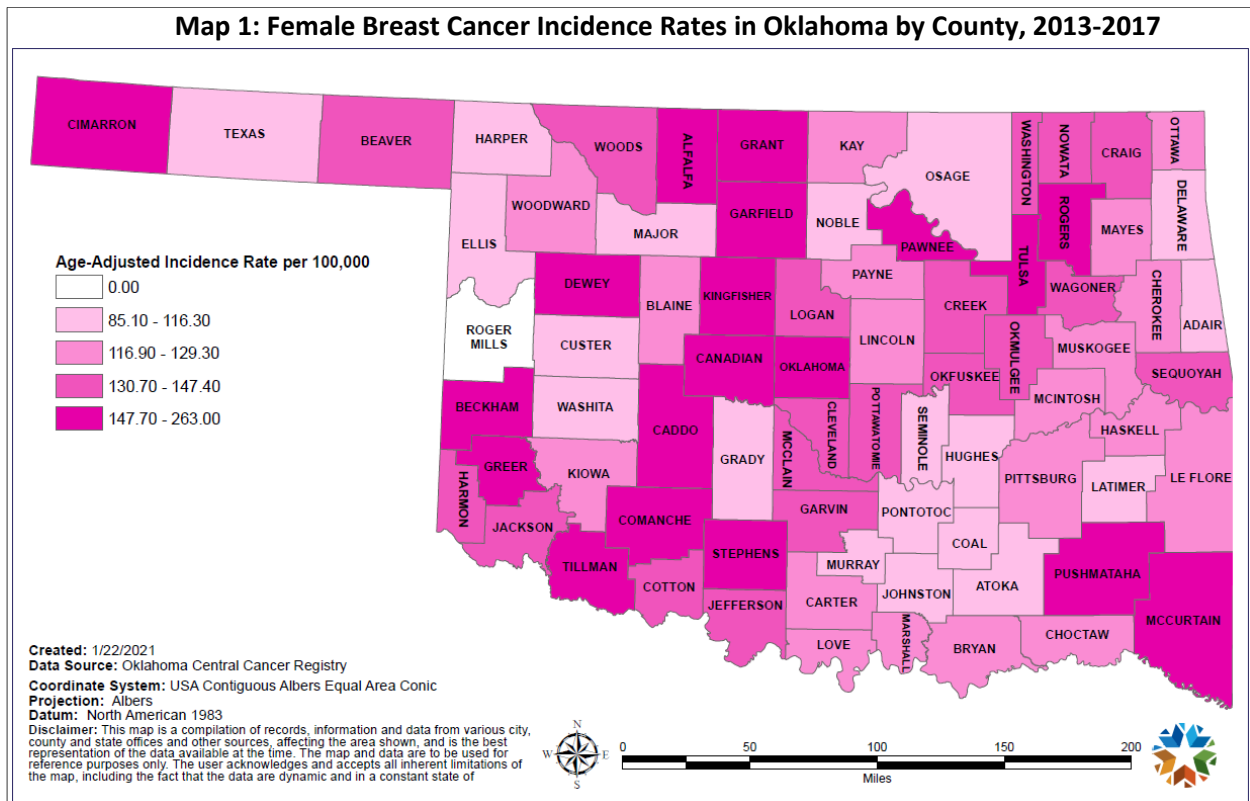 Map 1: Female Breast Cancer Incidence Rates in Oklahoma by County, 2013-2017
CIMARRON
TEXAS
BEAVER
HARPER
WOODS
ALFALFA
GRANT
KAY
OSAGE
WASHINGTON
NOWATA
CRAIG
OTTAWA
DELAWARE
ELLIS
WOODWARD
MAJOR
GARFIELD
NOBLE
PAWNEE
TULSA
ROGERS
MAYES
Age-Adjusted Incidence Rate per 100,000
0.00
85.10 - 116.30
116.90 - 129.30
130.70 - 147.40
147.70 - 263.00
DEWEY
BLAINE
KINGFISHER
LOGAN
PAYNE
CREEK
WAGONER
CHEROKEE
ADAIR
ROGER
MILLS
CUSTER
CANADIAN
OKLAHOMA
LINCOLN
OKFUSKEE
OKMULGEE
MUSKOGEE
SEQUOYAH
BECKHAM
WASHITA
CADDO
GRADY
MCCLAIN
CLEVELAND
POTTAWATOMIE
SEMINOLE
HUGHES
MCINTOSH
HASKELL
PITTSBURG
LATIMER
LE FLORE
HARMON
GREER
KIOWA
JACKSON
COMANCHE
GARVIN
PONTOTOC
COAL
TILLMAN
COTTON
STEPHENS
MURRAY
JOHNSTON
ATOKA
PUSHMATAHA
MCCURTAIN
JEFFERSON
CARTER
LOVE
MARSHALL
BRYAN
CHOCTAW
Created: 1/22/2021
Data Source: Oklahoma Central Cancer Registry
Coordinate System: USA Contiguous Albers Equal Area Conic
Projection: Albers
Datum: North American 1983
Disclaimer: This map is a compilation of records, information and data from various city,
county and state offices and other sources, affecting the area shown, and is the best
representation of the data available at the time. The map and data are to be used for
reference purposes only. The user acknowledges and accepts all inherent limitations of
the map, including the fact that the data are dynamic and in a constant state of
N
W
E
S
0 50 100 150 200
Miles